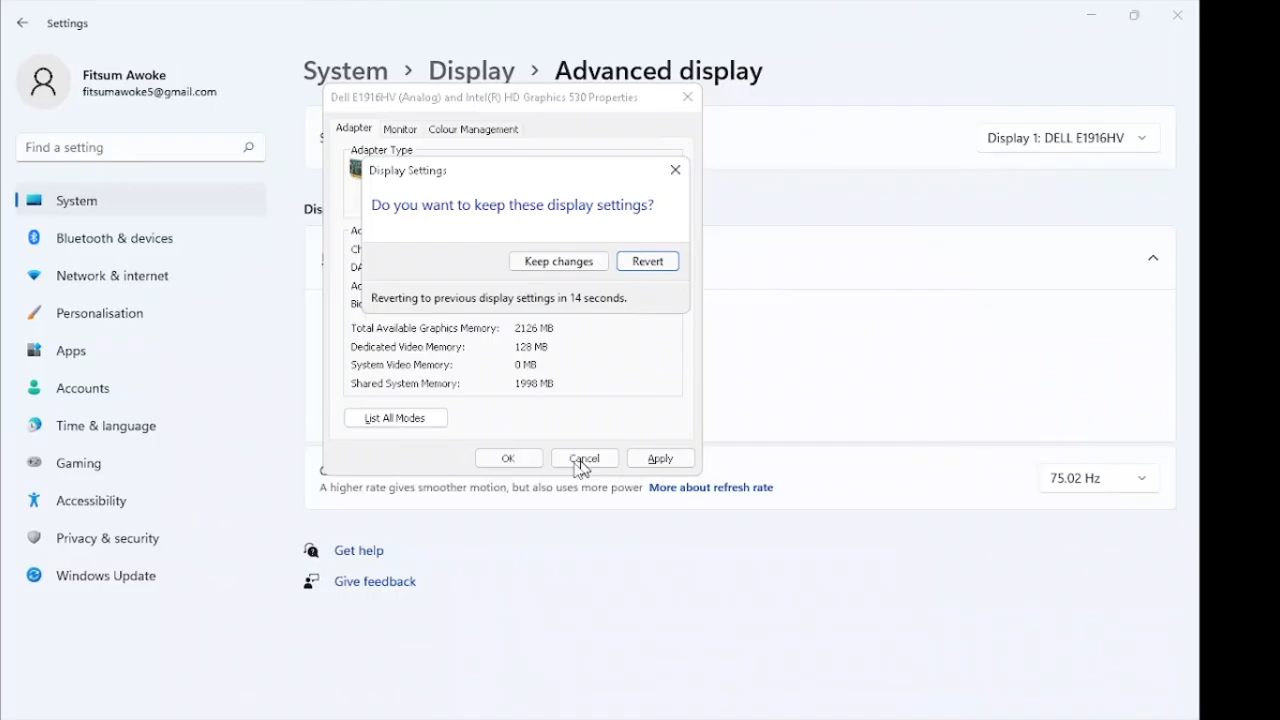 Settings
Fitsum Awoke
fitsumawoke5@gmail.com
Find a setting
System
Bluetooth & devices
Network & internet
Personalisation
Apps
Accounts
Time & language
Gaming
Accessibility
Privacy & security
Windows Update
System > Display > Advanced display
Display 1: DELL E1916HV
Dell E1916HV (Analog) and Intel(R) HD Graphics 530 Properties
Adapter Monitor Colour Management
Adapter Type
Display Settings
Do you want to keep these display settings?
Keep changes Revert
Reverting to previous display settings in 14 seconds.
Total Available Graphics Memory: 2126 MB
Dedicated Video Memory: 128 MB
System Video Memory: 0 MB
Shared System Memory: 1998 MB
List All Modes
OK Cancel Apply
A higher rate gives smoother motion, but also uses more power More about refresh rate
75.02 Hz
Get help
Give feedback